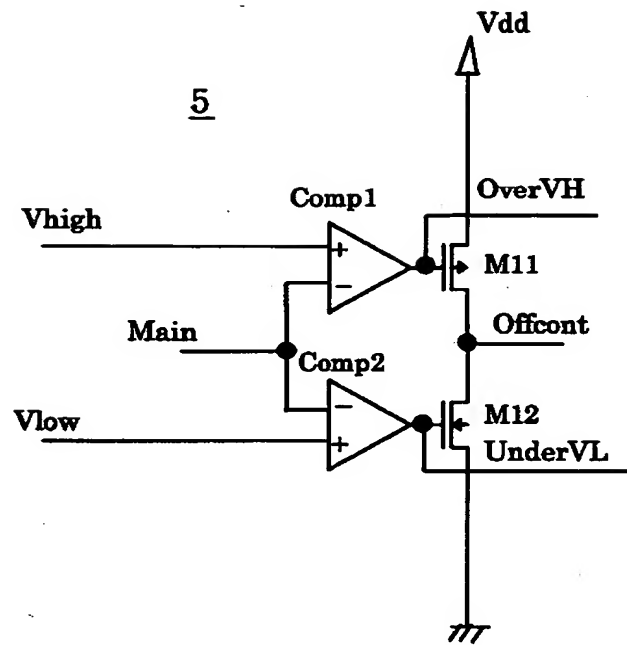 Vdd
5
Comp1
OverVH
Vhigh
+
M11
-
Main
Offcont
Comp2
-
M12
Vlow
+
UnderVL